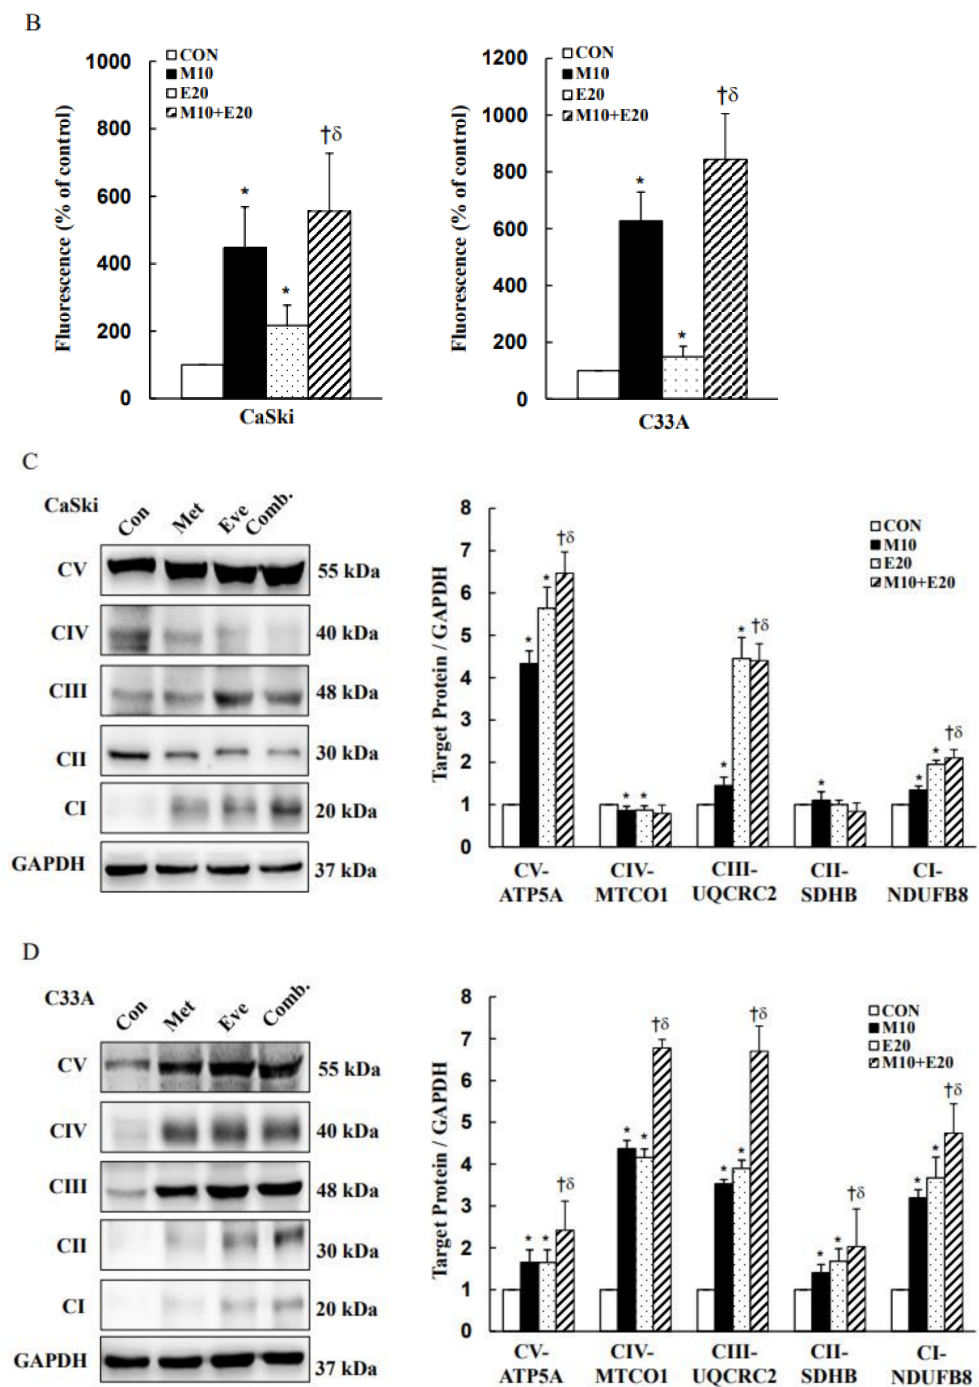 B
1000
800
600
400
200
0
Fluorescence (% of control)
CON
M10
E20
M10+E20
*
*
†δ
CaSki
1200
1000
800
600
400
200
0
Fluorescence (% of control)
CON
M10
E20
M10+E20
*
*
†δ
C33A
C
CaSki
Con Met Eve Comb.
CV 55 kDa
CIV 40 kDa
CIII 48 kDa
CII 30 kDa
CI 20 kDa
GAPDH 37 kDa
8
7
6
5
4
3
2
1
0
Target Protein / GAPDH
CON
M10
E20
M10+E20
* * †δ
* *
* * †δ
* * †δ
CV- CIV- CIII- CII- CI-
ATP5A MTCO1 UQCRC2 SDHB NDUFB8
D
C33A
Con Met Eve Comb.
CV 55 kDa
CIV 40 kDa
CIII 48 kDa
CII 30 kDa
CI 20 kDa
GAPDH 37 kDa
8
7
6
5
4
3
2
1
0
Target Protein / GAPDH
CON
M10
E20
M10+E20
* * †δ
* * †δ
* * †δ
* * †δ
* * †δ
CV- CIV- CIII- CII- CI-
ATP5A MTCO1 UQCRC2 SDHB NDUFB8